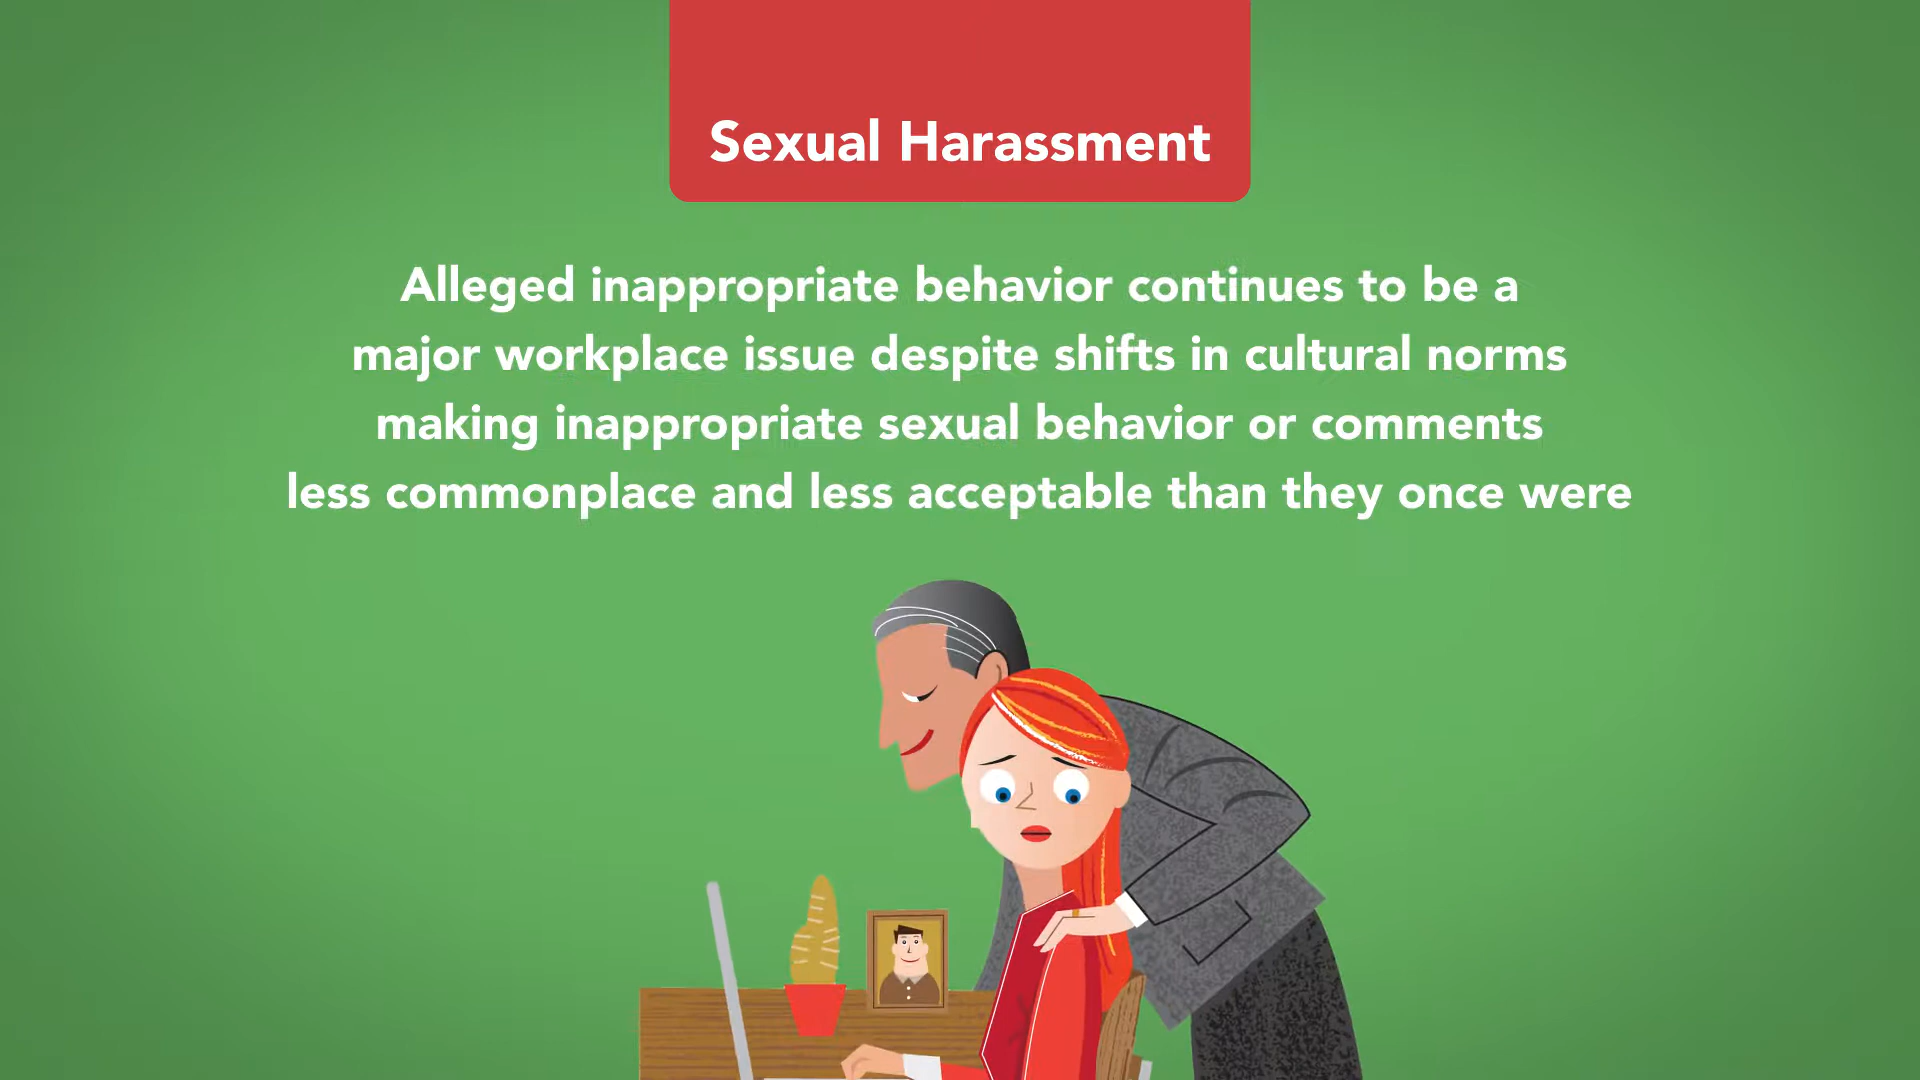 Sexual Harassment
Alleged inappropriate behavior continues to be a
major workplace issue despite shifts in cultural norms
making inappropriate sexual behavior or comments
less commonplace and less acceptable than they once were